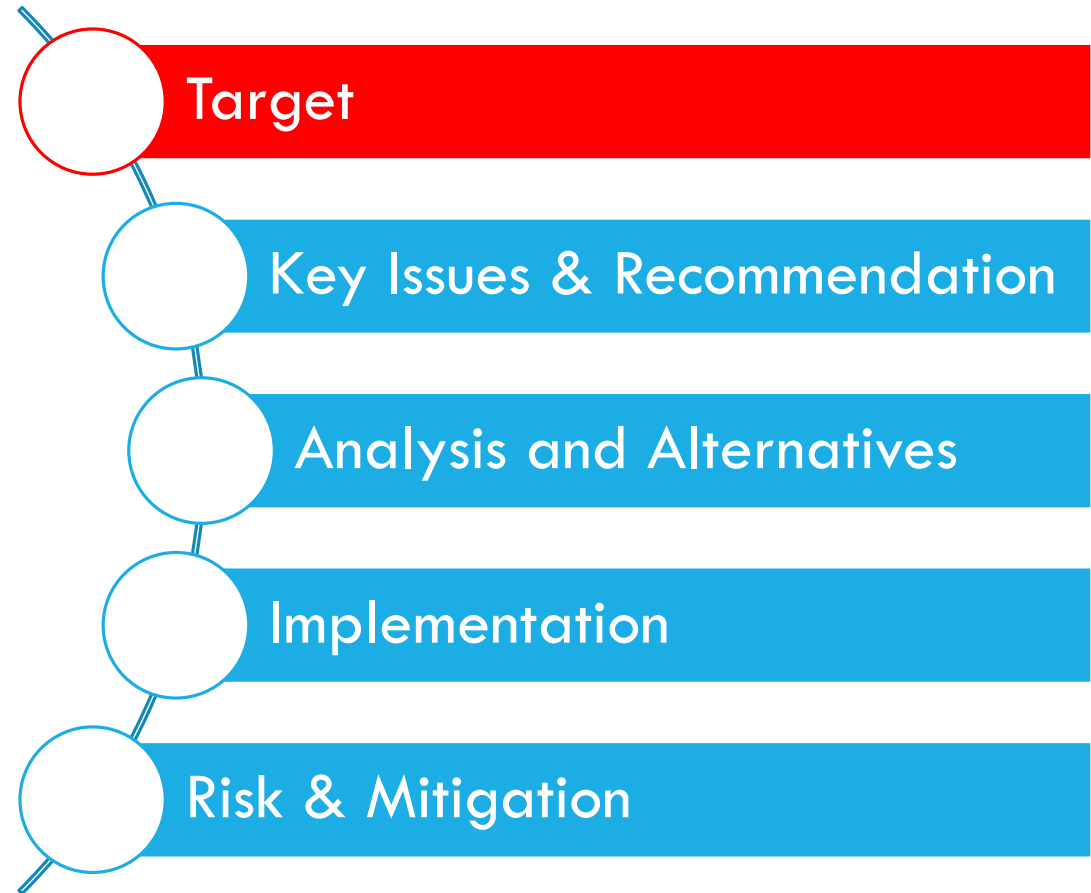 Target
Key Issues & Recommendation
Analysis and Alternatives
Implementation
Risk & Mitigation